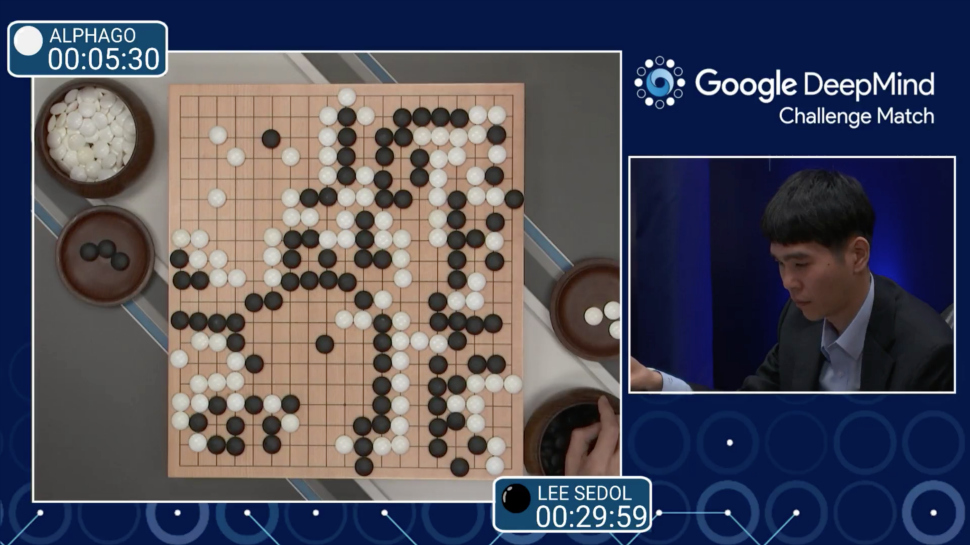 ALPHAGO
00:05:30
Google DeepMind
Challenge Match
LEE SEDOL
00:29:59